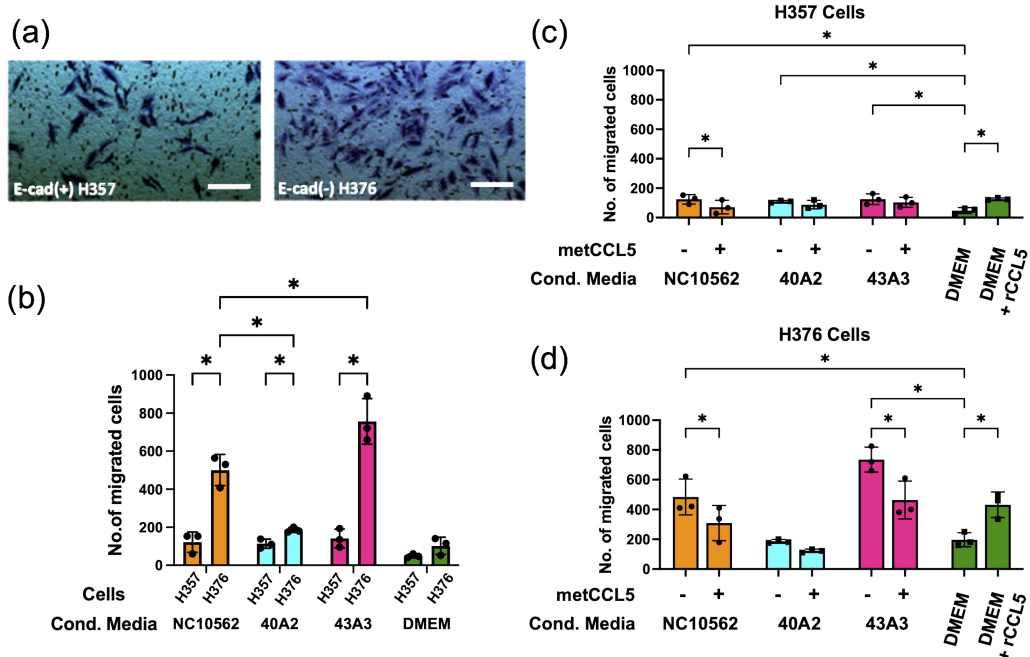 (a)
E-cad(+) H357
E-cad(-) H376
(b)
*
*
* * *
No.of migrated cells
1000
800
600
400
200
0
H357 H376 H357 H376 H357 H376 H357 H376
Cells
Cond. Media NC10562 40A2 43A3 DMEM
(c)
H357 Cells
*
*
*
* *
No. of migrated cells
1000
800
600
400
200
0
metCCL5 - + - + - +
Cond. Media NC10562 40A2 43A3
DMEM
DMEM
+ rCCL5
(d)
H376 Cells
*
*
* * *
No. of migrated cells
1000
800
600
400
200
0
metCCL5 - + - + - +
Cond. Media NC10562 40A2 43A3
DMEM
DMEM
+ rCCL5